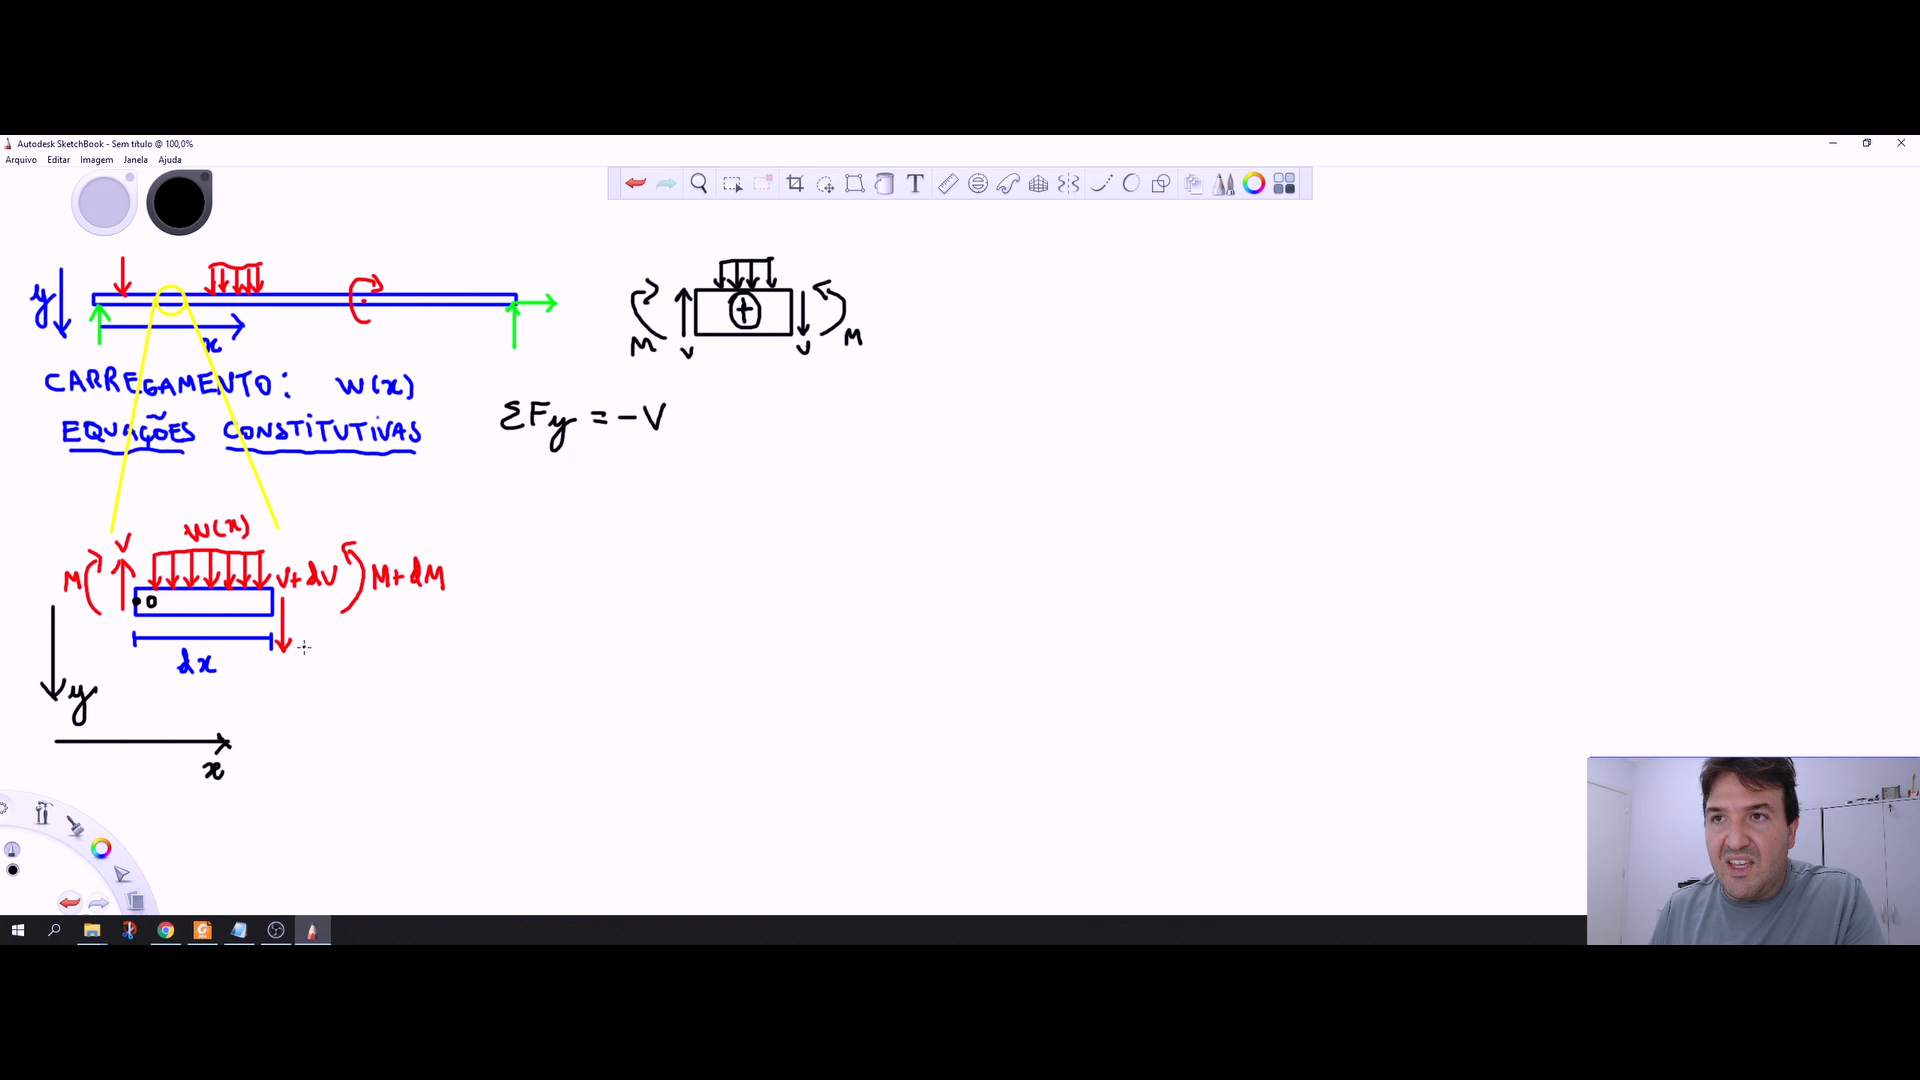 Autodesk SketchBook - Sem título @ 100,0%
Arquivo Editar Imagem Janela Ajuda
y
x
CARREGAMENTO: W(x)
EQUAÇÕES CONSTITUTIVAS
M V + V M
ΣFy = -V
W(x)
M V V+dV M+dM
o
dx
y
x